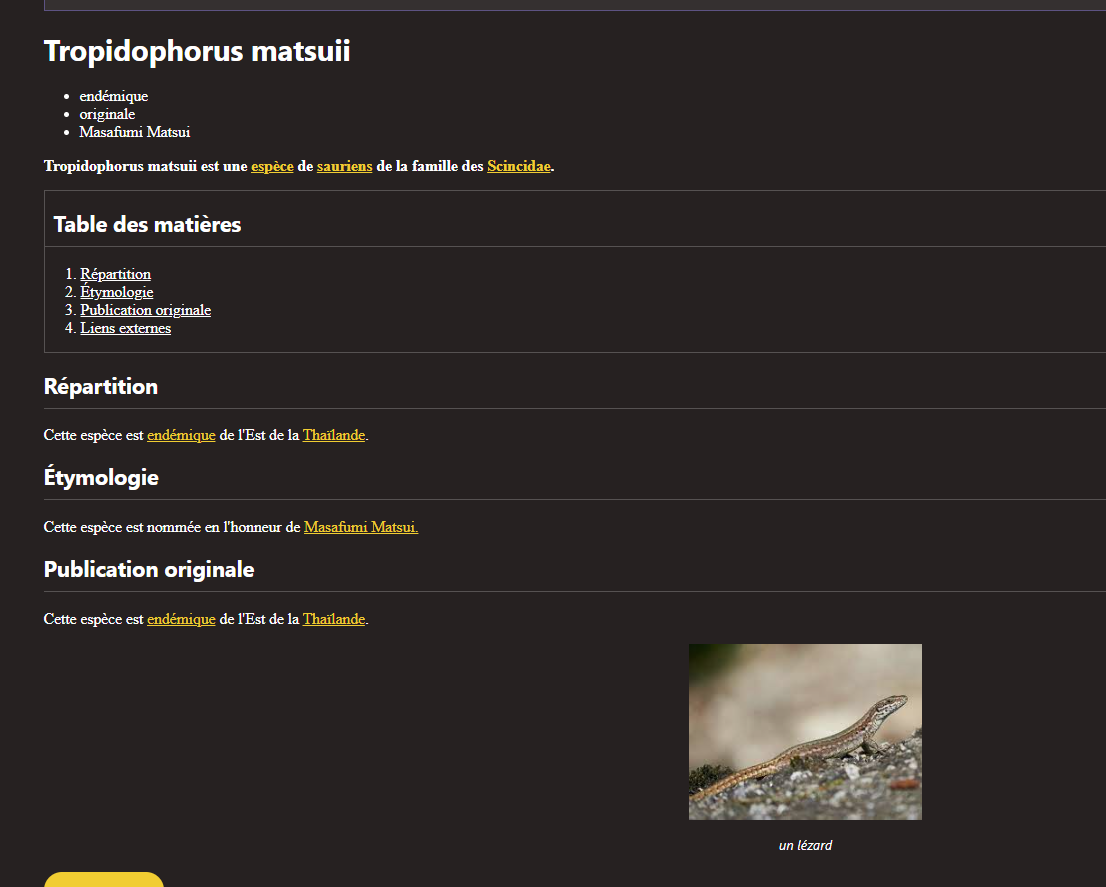 Tropidophorus matsuii
endémique
originale
Masafumi Matsui
Tropidophorus matsuii est une espèce de sauriens de la famille des Scincidae.
Table des matières
1. Répartition
2. Étymologie
3. Publication originale
4. Liens externes
Répartition
Cette espèce est endémique de l'Est de la Thaïlande.
Étymologie
Cette espèce est nommée en l'honneur de Masafumi Matsui.
Publication originale
Cette espèce est endémique de l'Est de la Thaïlande.
un lézard